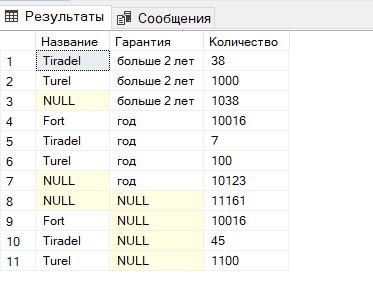 Результаты Сообщения
Название Гарантия Количество
1 Tiradel больше 2 лет 38
2 Turel больше 2 лет 1000
3 NULL больше 2 лет 1038
4 Fort год 10016
5 Tiradel год 7
6 Turel год 100
7 NULL год 10123
8 NULL NULL 11161
9 Fort NULL 10016
10 Tiradel NULL 45
11 Turel NULL 1100